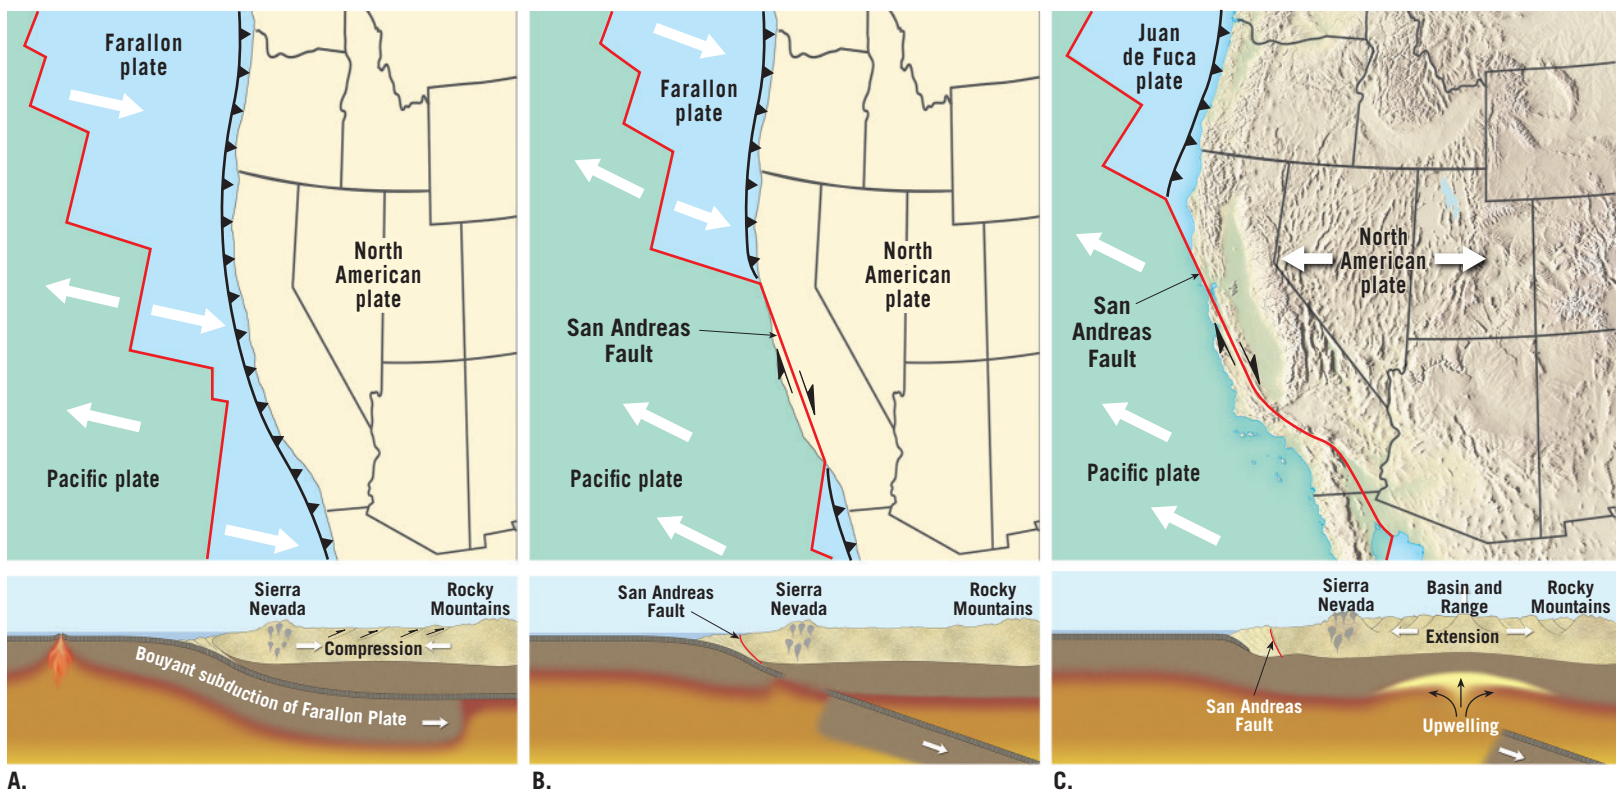 Farallon
plate
North
American
plate
Pacific plate
Sierra
Nevada
Rocky
Mountains
Compression
Bouyant subduction of Farallon Plate
A.
Farallon
plate
North
American
plate
San Andreas
Fault
Pacific plate
San Andreas
Fault
Sierra
Nevada
Rocky
Mountains
B.
Juan
de Fuca
plate
North
American
plate
San
Andreas
Fault
Pacific plate
Sierra
Nevada
Basin and
Range
Rocky
Mountains
Extension
San Andreas
Fault
Upwelling
C.